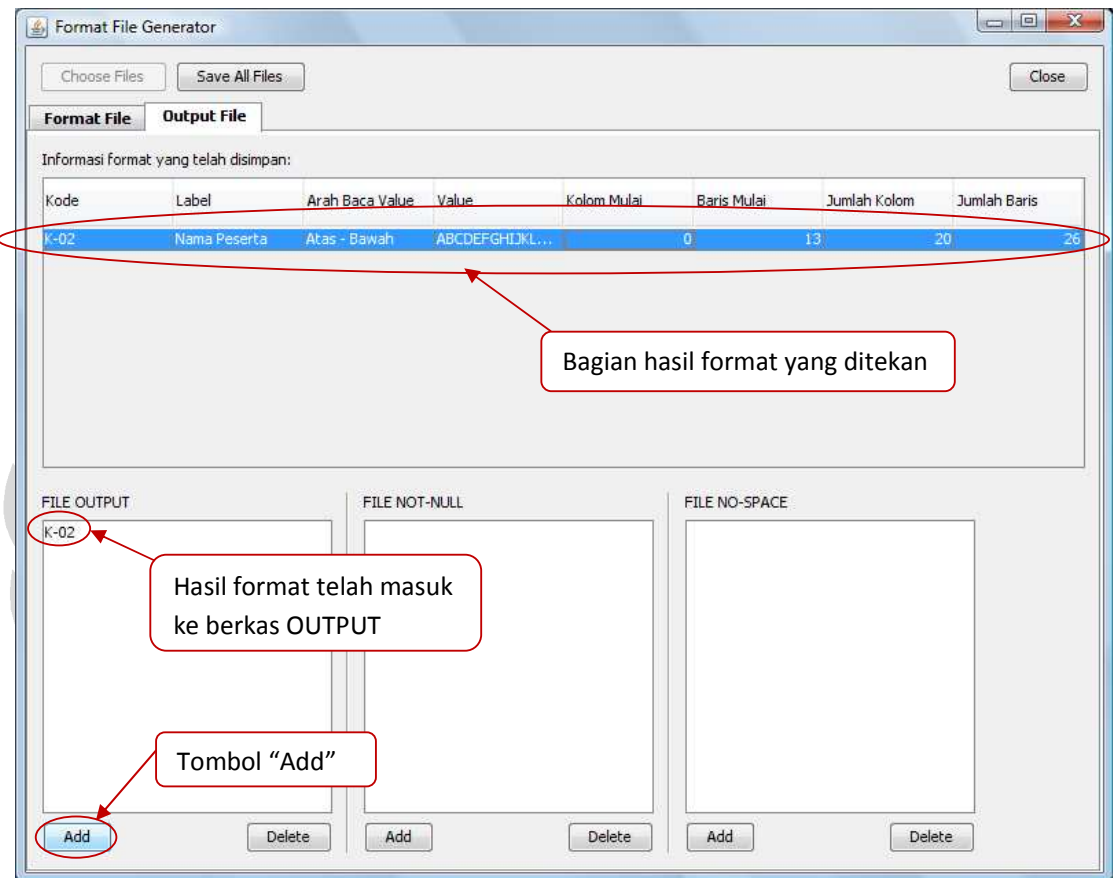 Format File Generator
Choose Files
Save All Files
Close
Format File
Output File
Informasi format yang telah disimpan:
Kode Label Arah Baca Value Value Kolom Mulai Baris Mulai Jumlah Kolom Jumlah Baris
K-02 Nama Peserta Atas - Bawah ABCDEFGHIJKL... 0 13 20 26
Bagian hasil format yang ditekan
FILE OUTPUT
FILE NOT-NULL
FILE NO-SPACE
K-02
Hasil format telah masuk
ke berkas OUTPUT
Tombol “Add”
Add
Delete
Add
Delete
Add
Delete